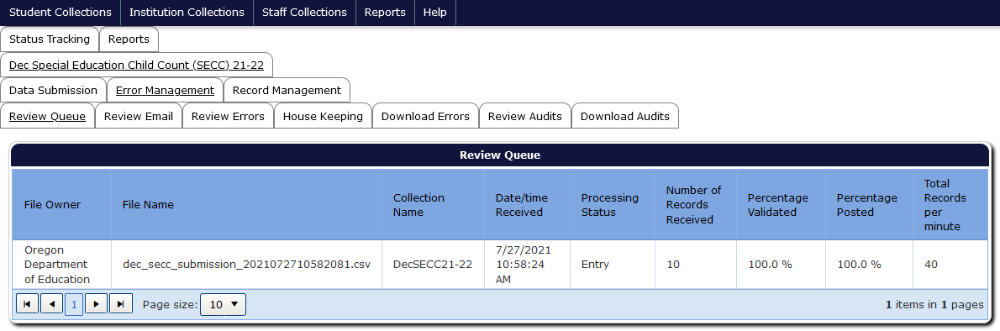 Student Collections Institution Collections Staff Collections Reports Help
Status Tracking Reports
Dec Special Education Child Count (SECC) 21-22
Data Submission Error Management Record Management
Review Queue Review Email Review Errors House Keeping Download Errors Review Audits Download Audits
Review Queue
File Owner
File Name
Collection
Name
Date/time
Received
Processing
Status
Number of
Records
Received
Percentage
Validated
Percentage
Posted
Total
Records
per
minute
Oregon
Department
of Education
dec_secc_submission_2021072710582081.csv
DecSECC21-22
7/27/2021
10:58:24
AM
Entry
10
100.0 %
100.0 %
40
1 Page size: 10 1 items in 1 pages